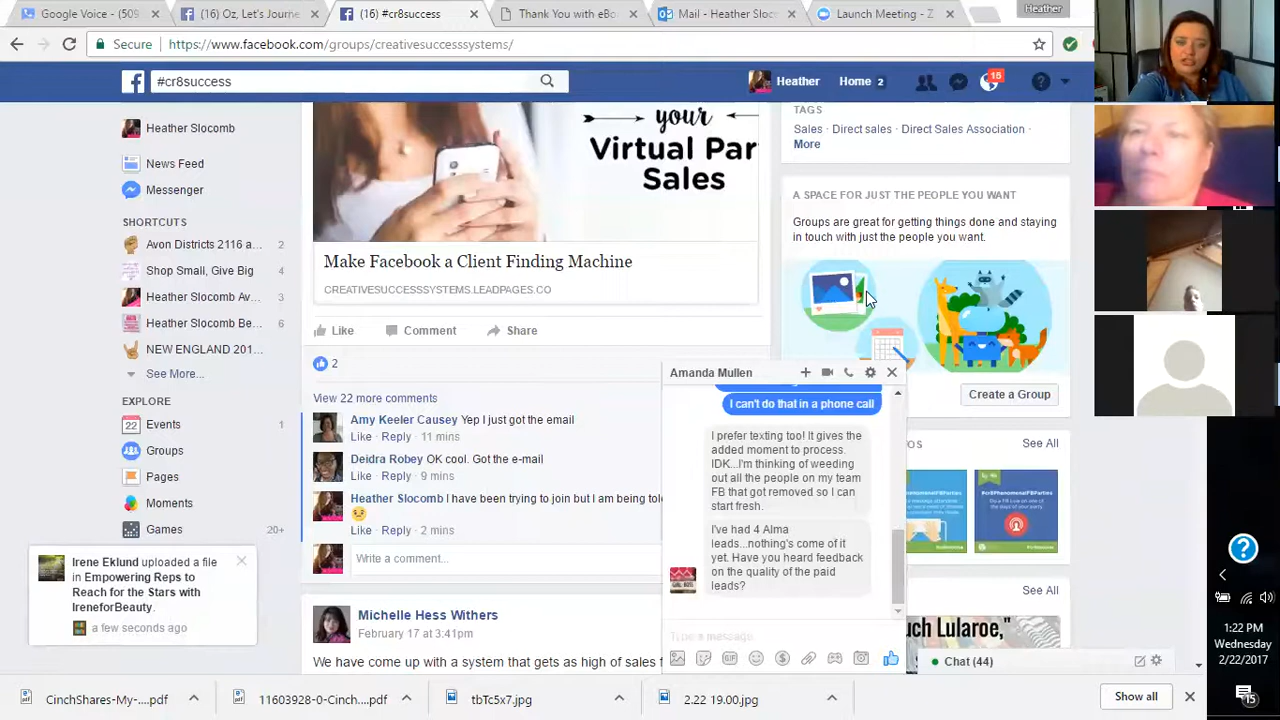 Google Voice - (509
(16) Oz, Let's Journe
(16) #cr8success
Thank You with eBo
Mail - Heather Sloc
Launch Meeting - Z
Heather
Secure https://www.facebook.com/groups/creativesuccesssystems/
#cr8success
Heather
Home 2
16
Heather Slocomb
News Feed
Messenger
SHORTCUTS
Avon Districts 2116 a... 2
Shop Small, Give Big 4
Heather Slocomb Av... 3
Heather Slocomb Be... 6
NEW ENGLAND 201...
See More...
EXPLORE
22 Events 1
Groups
Pages
Moments
Games 20+
Irene Eklund uploaded a file
in Empowering Reps to
Reach for the Stars with
IreneforBeauty.
a few seconds ago
your
Virtual Par
Sales
Make Facebook a Client Finding Machine
CREATIVESUCCESSSYSTEMS.LEADPAGES.CO
Like Comment Share
2
View 22 more comments
Amy Keeler Causey Yep I just got the email
Like · Reply · 11 mins
Deidra Robey OK cool. Got the e-mail
Like · Reply · 9 mins
Heather Slocomb I have been trying to join but I am being tol
Like · Reply · 2 mins
Write a comment...
Michelle Hess Withers
February 17 at 3:41pm
We have come up with a system that gets as high of sales f
TAGS
Sales · Direct sales · Direct Sales Association ·
More
A SPACE FOR JUST THE PEOPLE YOU WANT
Groups are great for getting things done and staying
in touch with just the people you want.
Create a Group
OS
See All
See All
uch Lularoe,"
Amanda Mullen
I can't do that in a phone call
I prefer texting too! It gives the
added moment to process.
IDK...I'm thinking of weeding
out all the people on my team
FB that got removed so I can
start fresh.
I've had 4 Alma
leads...nothing's come of it
yet. Have you heard feedback
on the quality of the paid
leads?
Type a message
GIF
Chat (44)
CinchShares-My-....pdf
11603928-0-Cinch....pdf
tbTc5x7.jpg
2.22 19.00.jpg
Show all
1:22 PM
Wednesday
2/22/2017
15